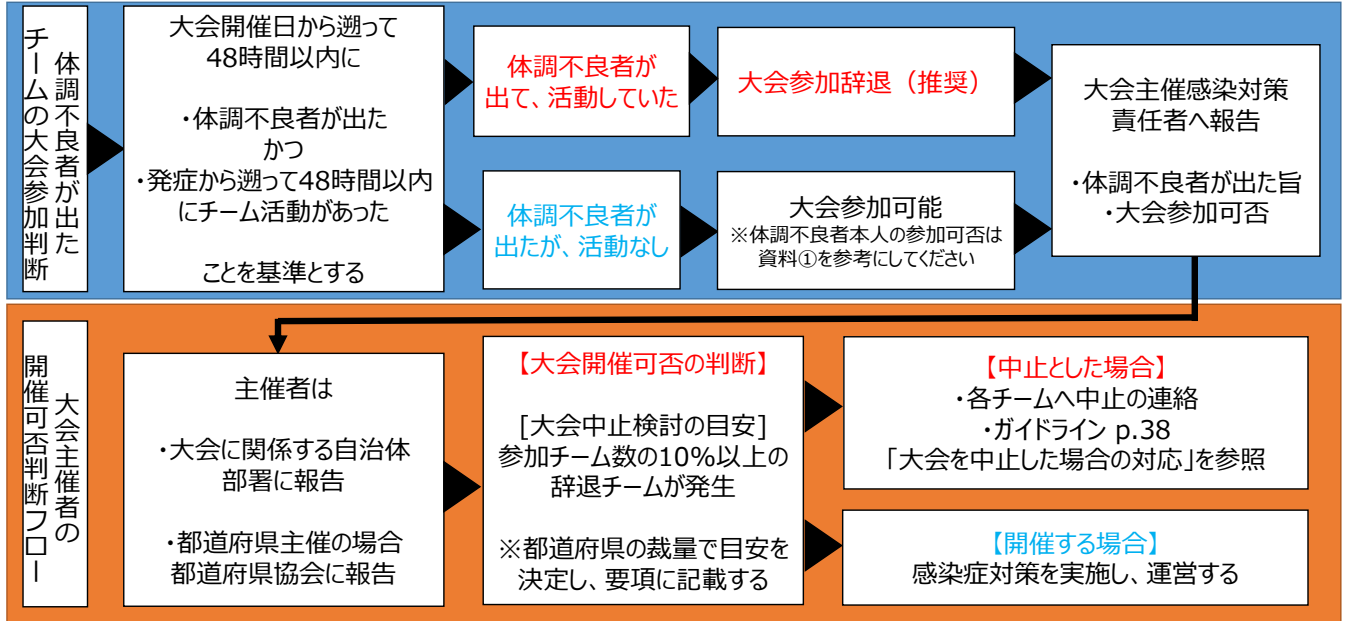 体調不良者が出た
チームの大会参加判断
大会開催日から遡って
48時間以内に
・体調不良者が出た
かつ
・発症から遡って48時間以内
にチーム活動があった
ことを基準とする
体調不良者が
出て、活動していた
大会参加辞退（推奨）
体調不良者が
出たが、活動なし
大会参加可能
※体調不良者本人の参加可否は
資料①を参考にしてください
大会主催感染対策
責任者へ報告
・体調不良者が出た旨
・大会参加可否
大会主催者の
開催可否判断フロー
主催者は
・大会に関係する自治体
部署に報告
・都道府県主催の場合
都道府県協会に報告
【大会開催可否の判断】
[大会中止検討の目安]
参加チーム数の10%以上の
辞退チームが発生
※都道府県の裁量で目安を
決定し、要項に記載する
【中止とした場合】
・各チームへ中止の連絡
・ガイドライン p.38
「大会を中止した場合の対応」を参照
【開催する場合】
感染症対策を実施し、運営する